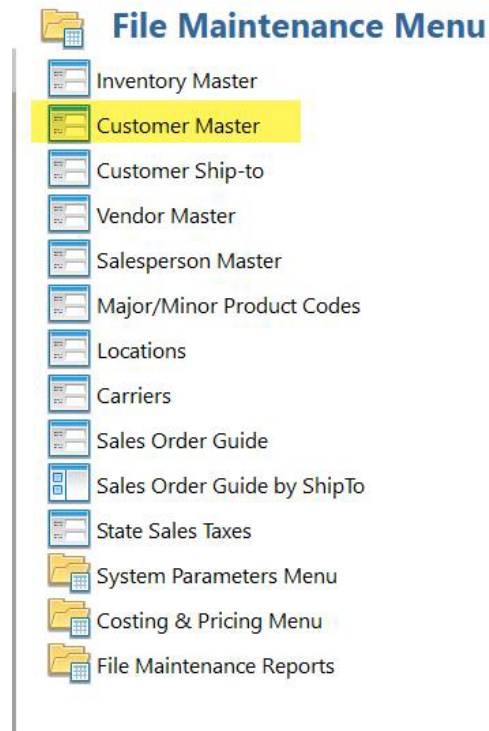 File Maintenance Menu
Inventory Master
Customer Master
Customer Ship-to
Vendor Master
Salesperson Master
Major/Minor Product Codes
Locations
Carriers
Sales Order Guide
Sales Order Guide by ShipTo
State Sales Taxes
System Parameters Menu
Costing & Pricing Menu
File Maintenance Reports